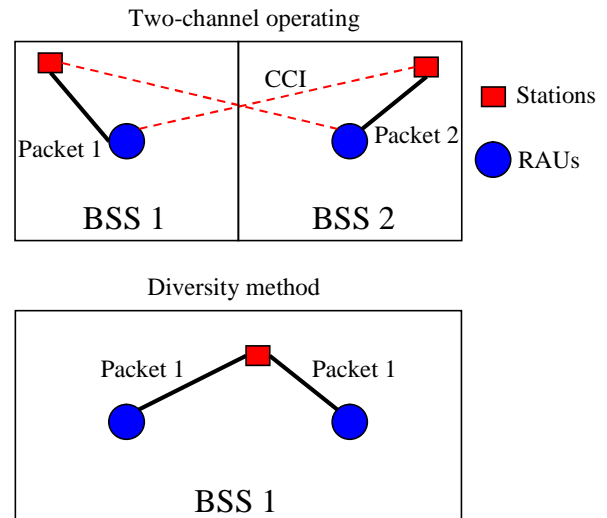 Two-channel operating
CCI
Stations
Packet 1
Packet 2
RAUs
BSS 1
BSS 2
Diversity method
Packet 1
Packet 1
BSS 1